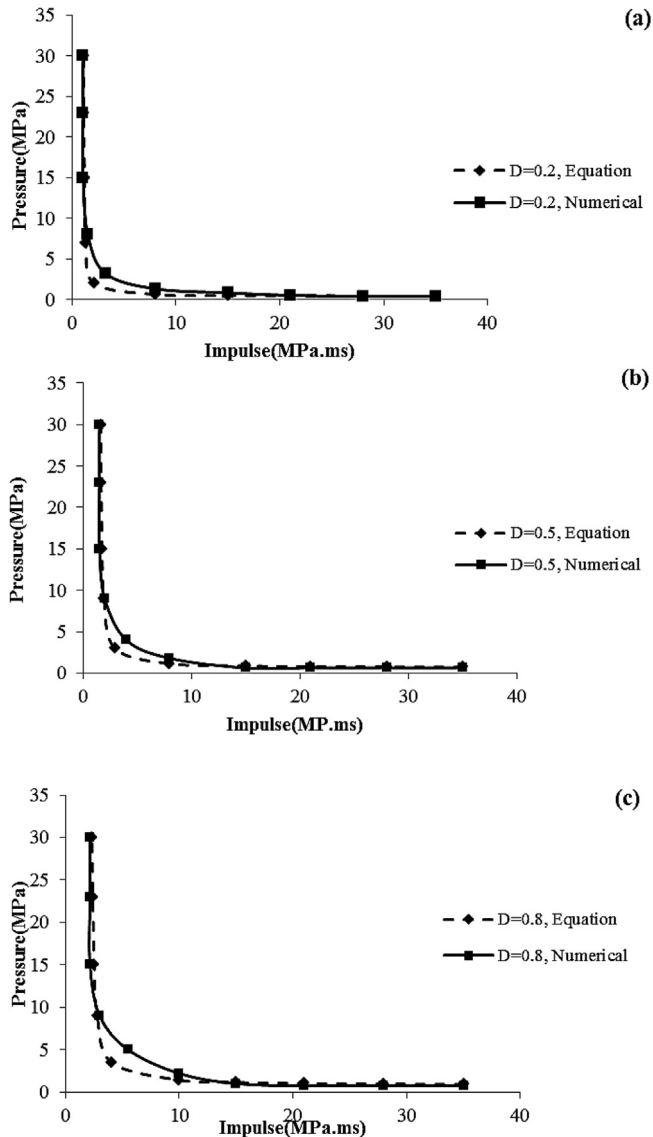 (a)
35
30
25
20
15
10
5
0
Pressure(MPa)
0 10 20 30 40
Impulse(MPa.ms)
D=0.2, Equation
D=0.2, Numerical
(b)
35
30
25
20
15
10
5
0
Pressure(MPa)
0 10 20 30 40
Impulse(MP.ms)
D=0.5, Equation
D=0.5, Numerical
(c)
35
30
25
20
15
10
5
0
Pressure(MPa)
0 10 20 30 40
Impulse(MPa.ms)
D=0.8, Equation
D=0.8, Numerical